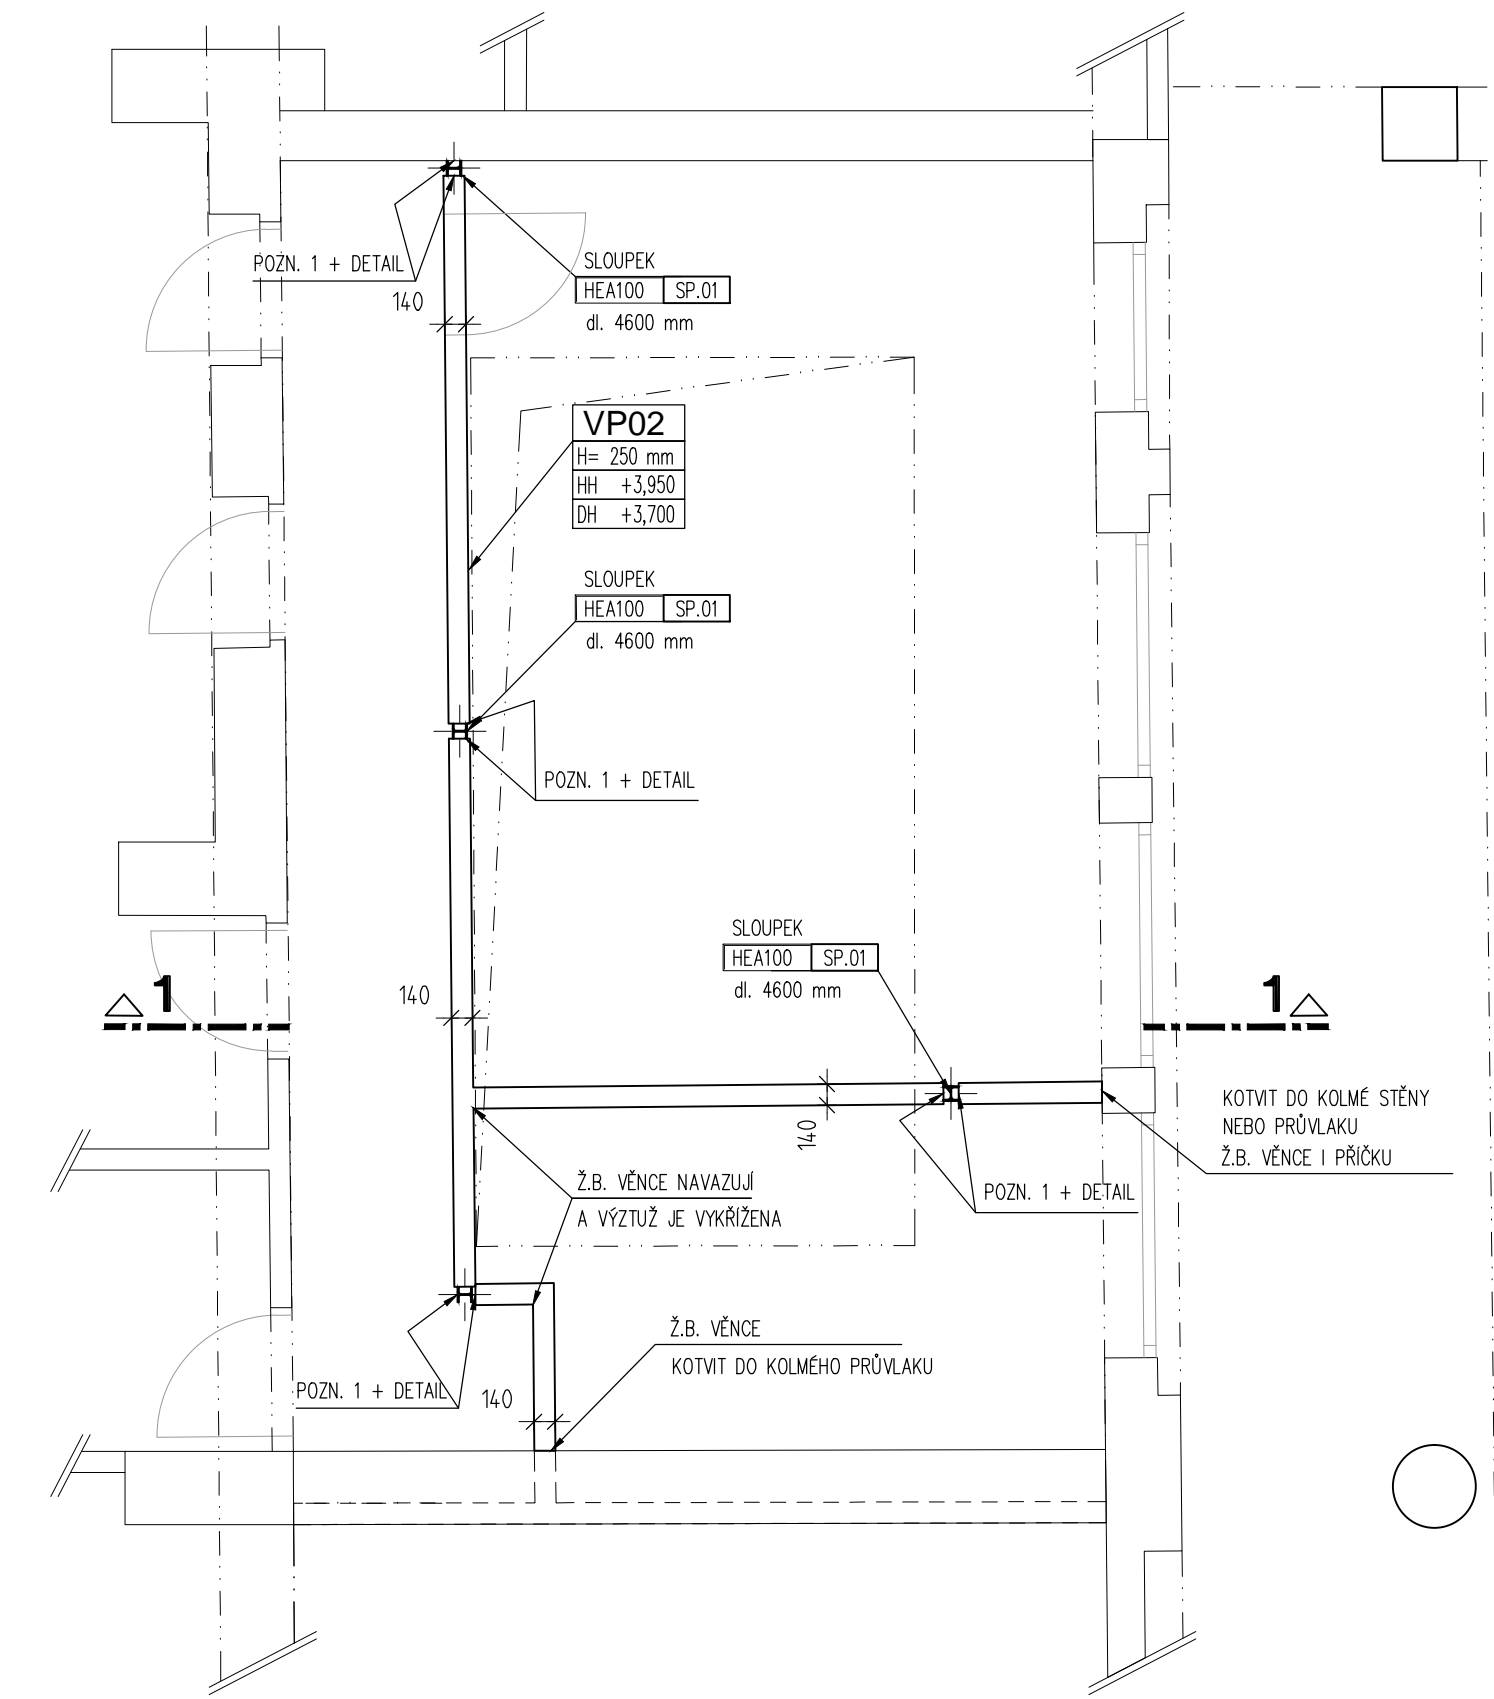 POZN. 1 + DETAIL
140
SLOUPEK
HEA100 SP.01
dl. 4600 mm
VP02
H= 250 mm
HH +3,950
DH +3,700
SLOUPEK
HEA100 SP.01
dl. 4600 mm
POZN. 1 + DETAIL
SLOUPEK
HEA100 SP.01
dl. 4600 mm
1
140
1
140
KOTVIT DO KOLMÉ STĚNY
NEBO PRŮVLAKU
Ž.B. VĚNCE I PŘÍČKU
POZN. 1 + DETAIL
Ž.B. VĚNCE NAVAZUJÍ
A VÝZTUŽ JE VYKŘÍŽENA
Ž.B. VĚNCE
KOTVIT DO KOLMÉHO PRŮVLAKU
POZN. 1 + DETAIL
140